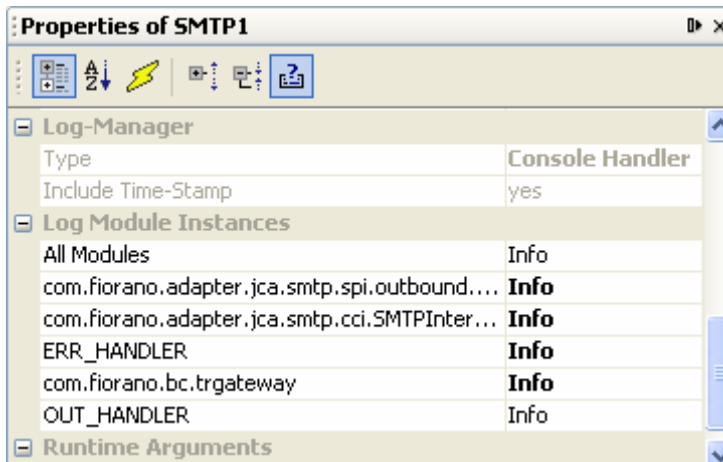 Properties of SMTP1
Log-Manager
Type Console Handler
Include Time-Stamp yes
Log Module Instances
All Modules Info
com.fiorano.adapter.jca.smtp.spi.outbound.... Info
com.fiorano.adapter.jca.smtp.cci.SMTPInter... Info
ERR_HANDLER Info
com.fiorano.bc.trgateway Info
OUT_HANDLER Info
Runtime Arguments